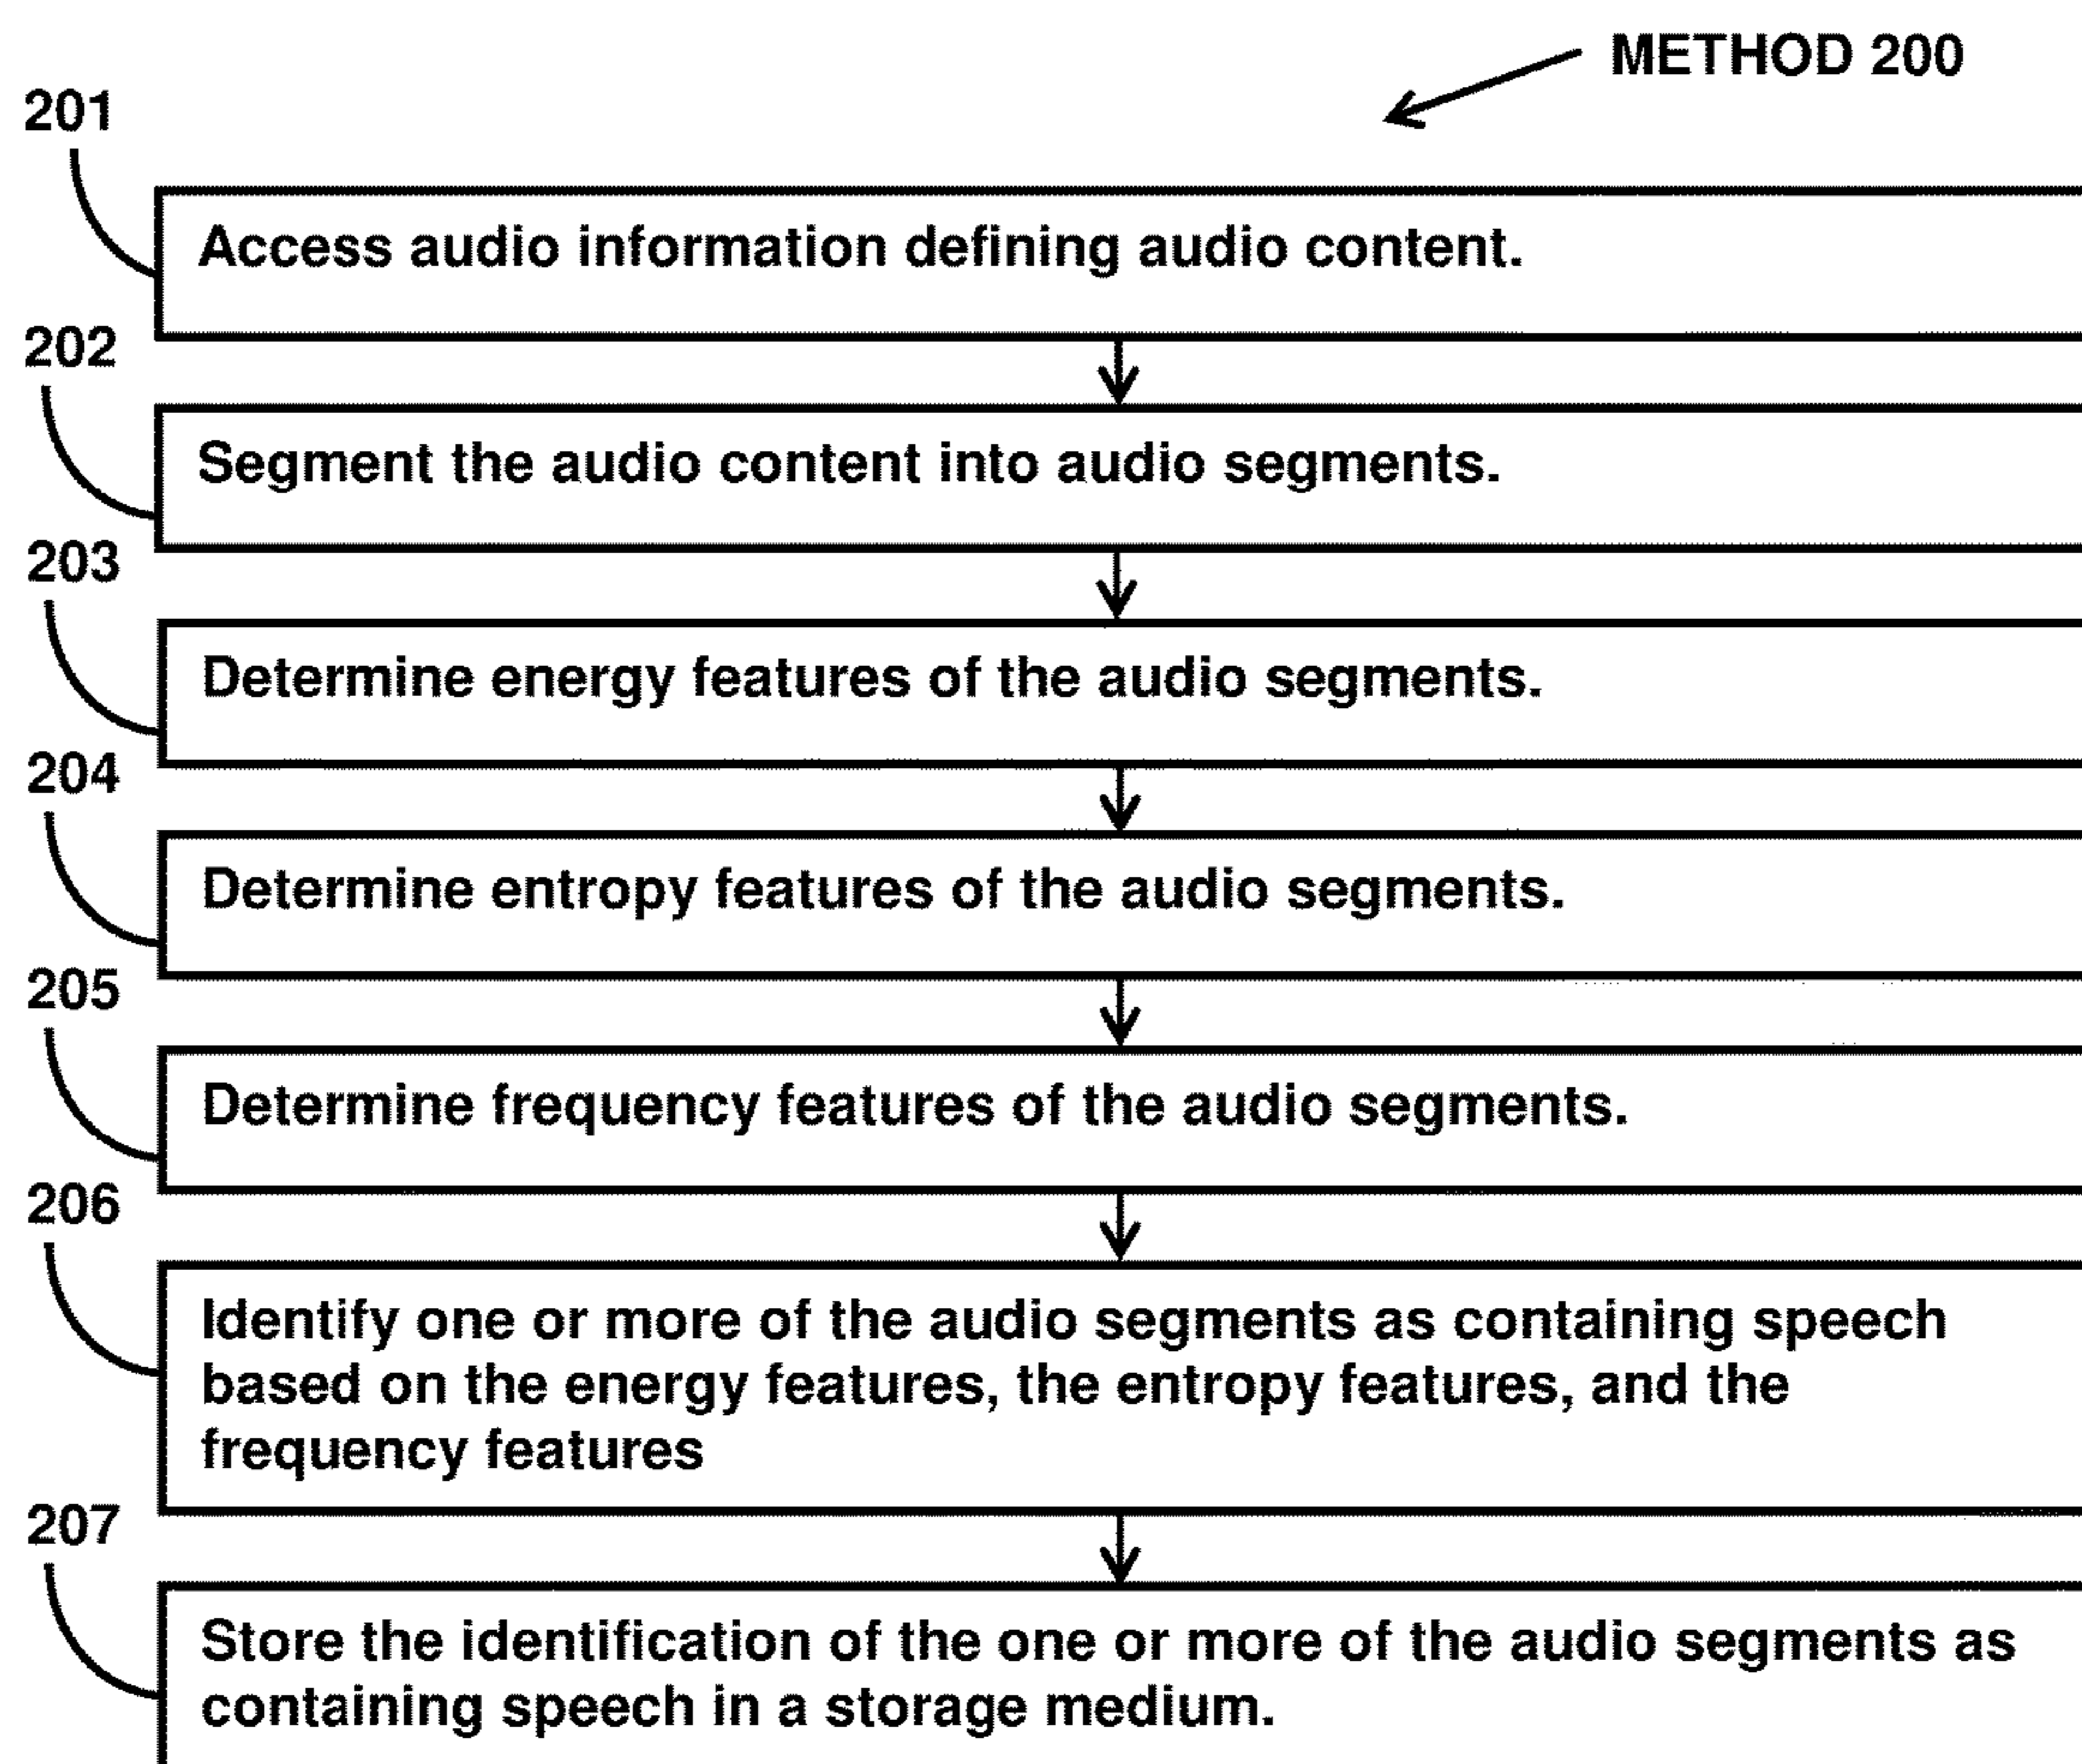 METHOD 200
201
Access audio information defining audio content.
202
Segment the audio content into audio segments.
203
Determine energy features of the audio segments.
204
Determine entropy features of the audio segments.
205
Determine frequency features of the audio segments.
206
Identify one or more of the audio segments as containing speech
based on the energy features, the entropy features, and the
frequency features
207
Store the identification of the one or more of the audio segments as
containing speech in a storage medium.